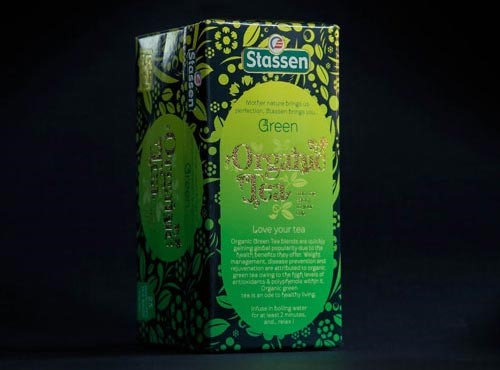 Stassen
Mother nature brings us
perfection. Stassen brings you...
Green
Organic
Tea
Love your tea
Organic Green Tea blends are quickly
gaining global popularity due to the
health benefits they offer. Weight
management, disease prevention and
rejuvenation are attributed to organic
green tea owing to the high levels of
antioxidants & polyphenols within it.
Organic green
tea is an ode to healthy living.
Infuse in boiling water
for at least 2 minutes,
and... relax !
Stassen
Green
Organic
Tea